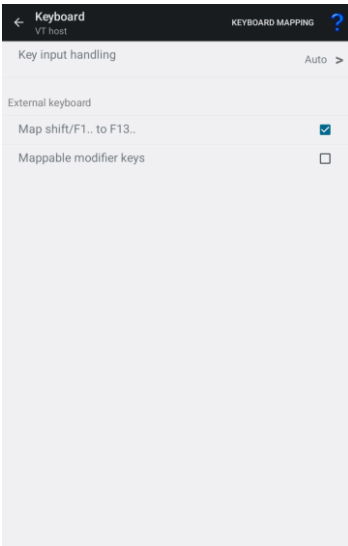 Keyboard
VT host
KEYBOARD MAPPING
?
Key input handling
Auto >
External keyboard
Map shift/F1.. to F13..
Mappable modifier keys